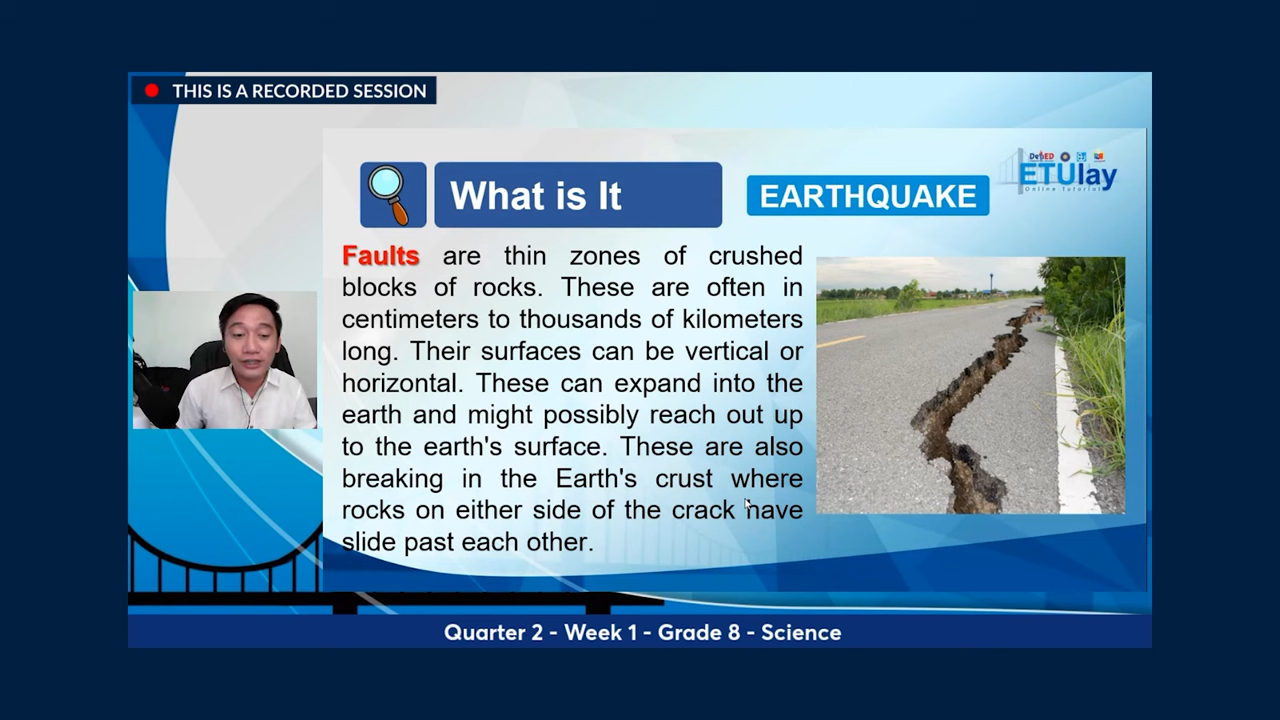 THIS IS A RECORDED SESSION
What is It
EARTHQUAKE
DepED
ETUlay
Online Tutorial
Faults are thin zones of crushed
blocks of rocks. These are often in
centimeters to thousands of kilometers
long. Their surfaces can be vertical or
horizontal. These can expand into the
earth and might possibly reach out up
to the earth's surface. These are also
breaking in the Earth's crust where
rocks on either side of the crack have
slide past each other.
Quarter 2 - Week 1 - Grade 8 - Science